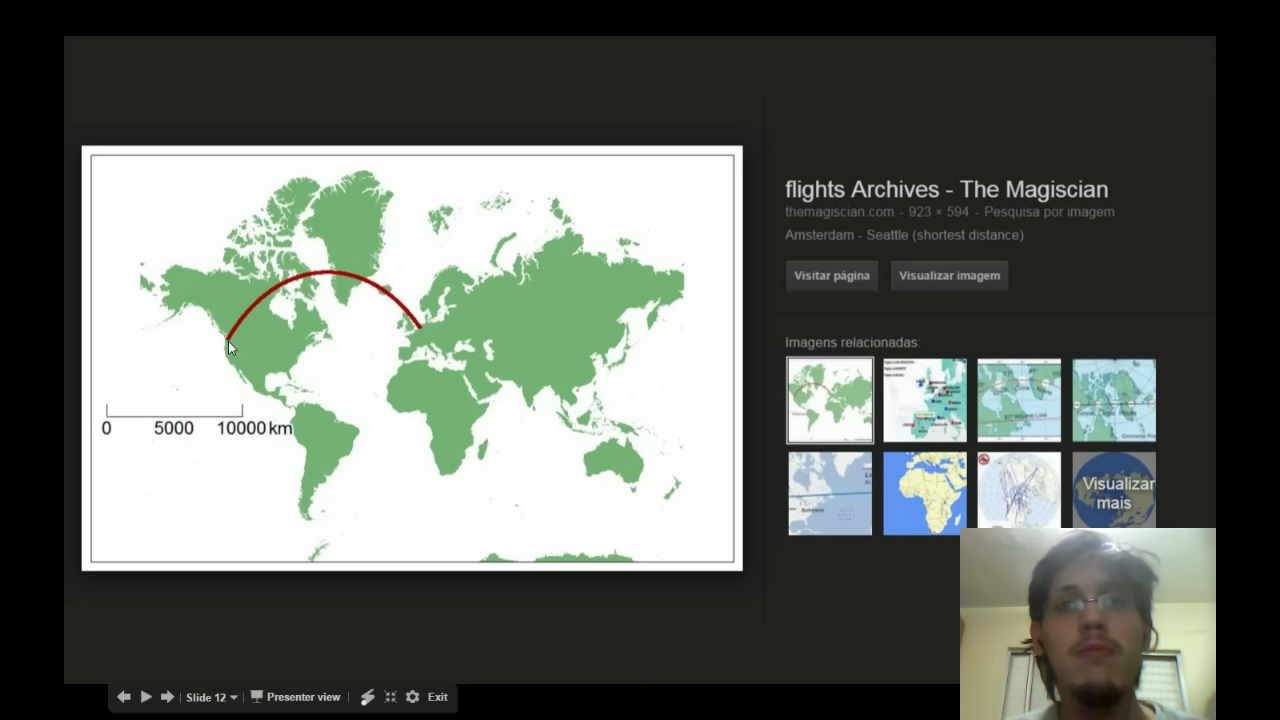 flights Archives - The Magiscian
themagiscian.com - 923 × 594 - Pesquisa por imagem
Amsterdam - Seattle (shortest distance)
Visitar página
Visualizar imagem
Imagens relacionadas:
0 5000 10000 km
Visualizar
mais
Slide 12
Presenter view
Exit